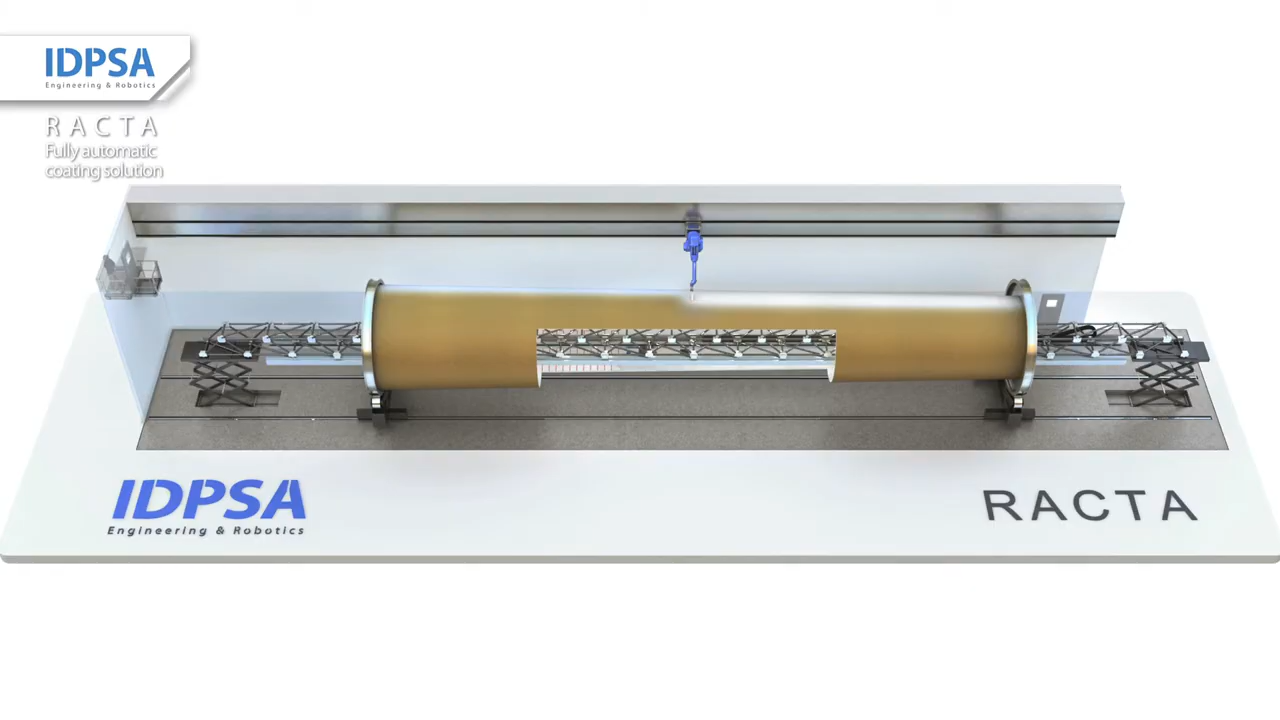 IDPSA
Engineering & Robotics
RACTA
Fully automatic
coating solution
IDPSA
Engineering & Robotics
RACTA